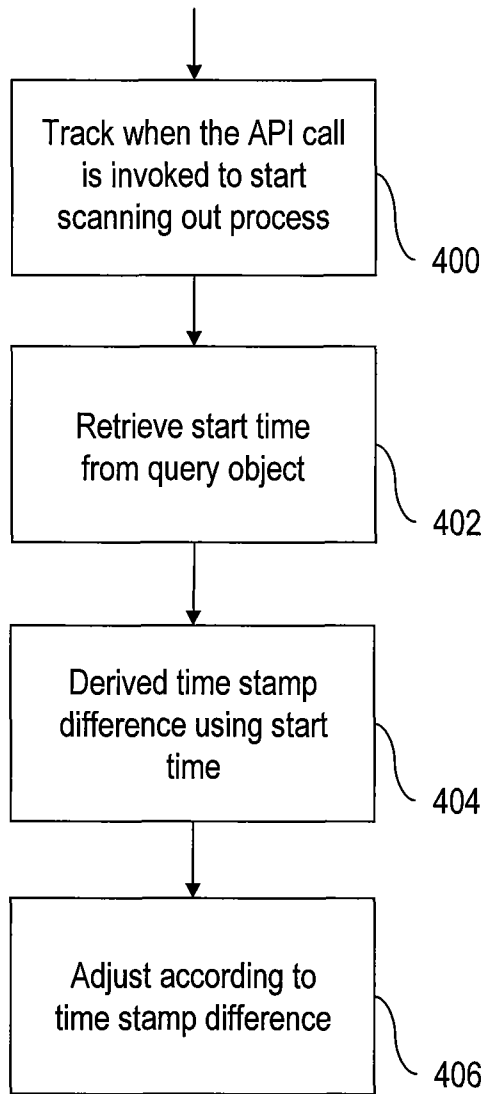 Track when the API call
is invoked to start
scanning out process
400
Retrieve start time
from query object
402
Derived time stamp
difference using start
time
404
Adjust according to
time stamp difference
406